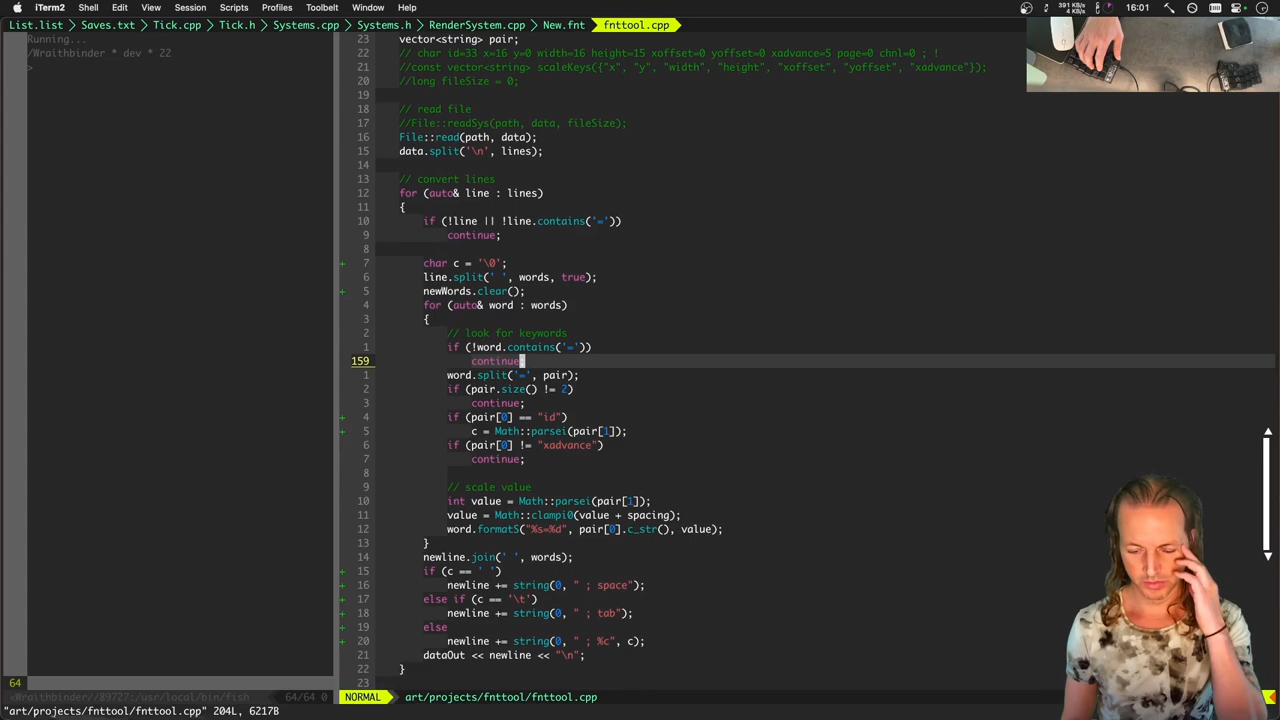 iTerm2 Shell Edit View Session Scripts Profiles Toolbelt Window Help 391 KB/s 4 KB/s 16:01
List.list Saves.txt Tick.cpp Tick.h Systems.cpp Systems.h RenderSystem.cpp New.fnt fnttool.cpp
Running...
/Wraithbinder * dev * 22
>
23 vector<string> pair;
22 // char id=33 x=16 y=0 width=16 height=15 xoffset=0 yoffset=0 xadvance=5 page=0 chnl=0 ; !
21 //const vector<string> scaleKeys({"x", "y", "width", "height", "xoffset", "yoffset", "xadvance"});
20 //long fileSize = 0;
19
18 // read file
17 //File::readSys(path, data, fileSize);
16 File::read(path, data);
15 data.split('\n', lines);
14
13 // convert lines
12 for (auto& line : lines)
11 {
10 if (!line || !line.contains('='))
9 continue;
8
+ 7 char c = '\0';
6 line.split(' ', words, true);
+ 5 newWords.clear();
4 for (auto& word : words)
3 {
2 // look for keywords
1 if (!word.contains('='))
159 continue;
1 word.split('=', pair);
2 if (pair.size() != 2)
3 continue;
+ 4 if (pair[0] == "id")
+ 5 c = Math::parsei(pair[1]);
6 if (pair[0] != "xadvance")
7 continue;
8
9 // scale value
10 int value = Math::parsei(pair[1]);
11 value = Math::clampi0(value + spacing);
12 word.formatS("%s=%d", pair[0].c_str(), value);
13 }
14 newline.join(' ', words);
+ 15 if (c == ' ')
+ 16 newline += string(0, " ; space");
+ 17 else if (c == '\t')
+ 18 newline += string(0, " ; tab");
+ 19 else
+ 20 newline += string(0, " ; %c", c);
21 dataOut << newline << "\n";
22 }
23
64
<Wraithbinder//39727:/usr/local/bin/fish 64/64 0 NORMAL art/projects/fnttool/fnttool.cpp
"art/projects/fnttool/fnttool.cpp" 204L, 6217B